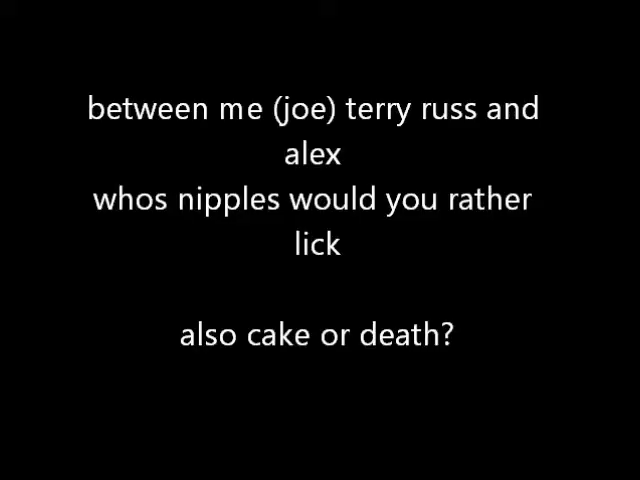 between me (joe) terry russ and
alex
whos nipples would you rather
lick
also cake or death?